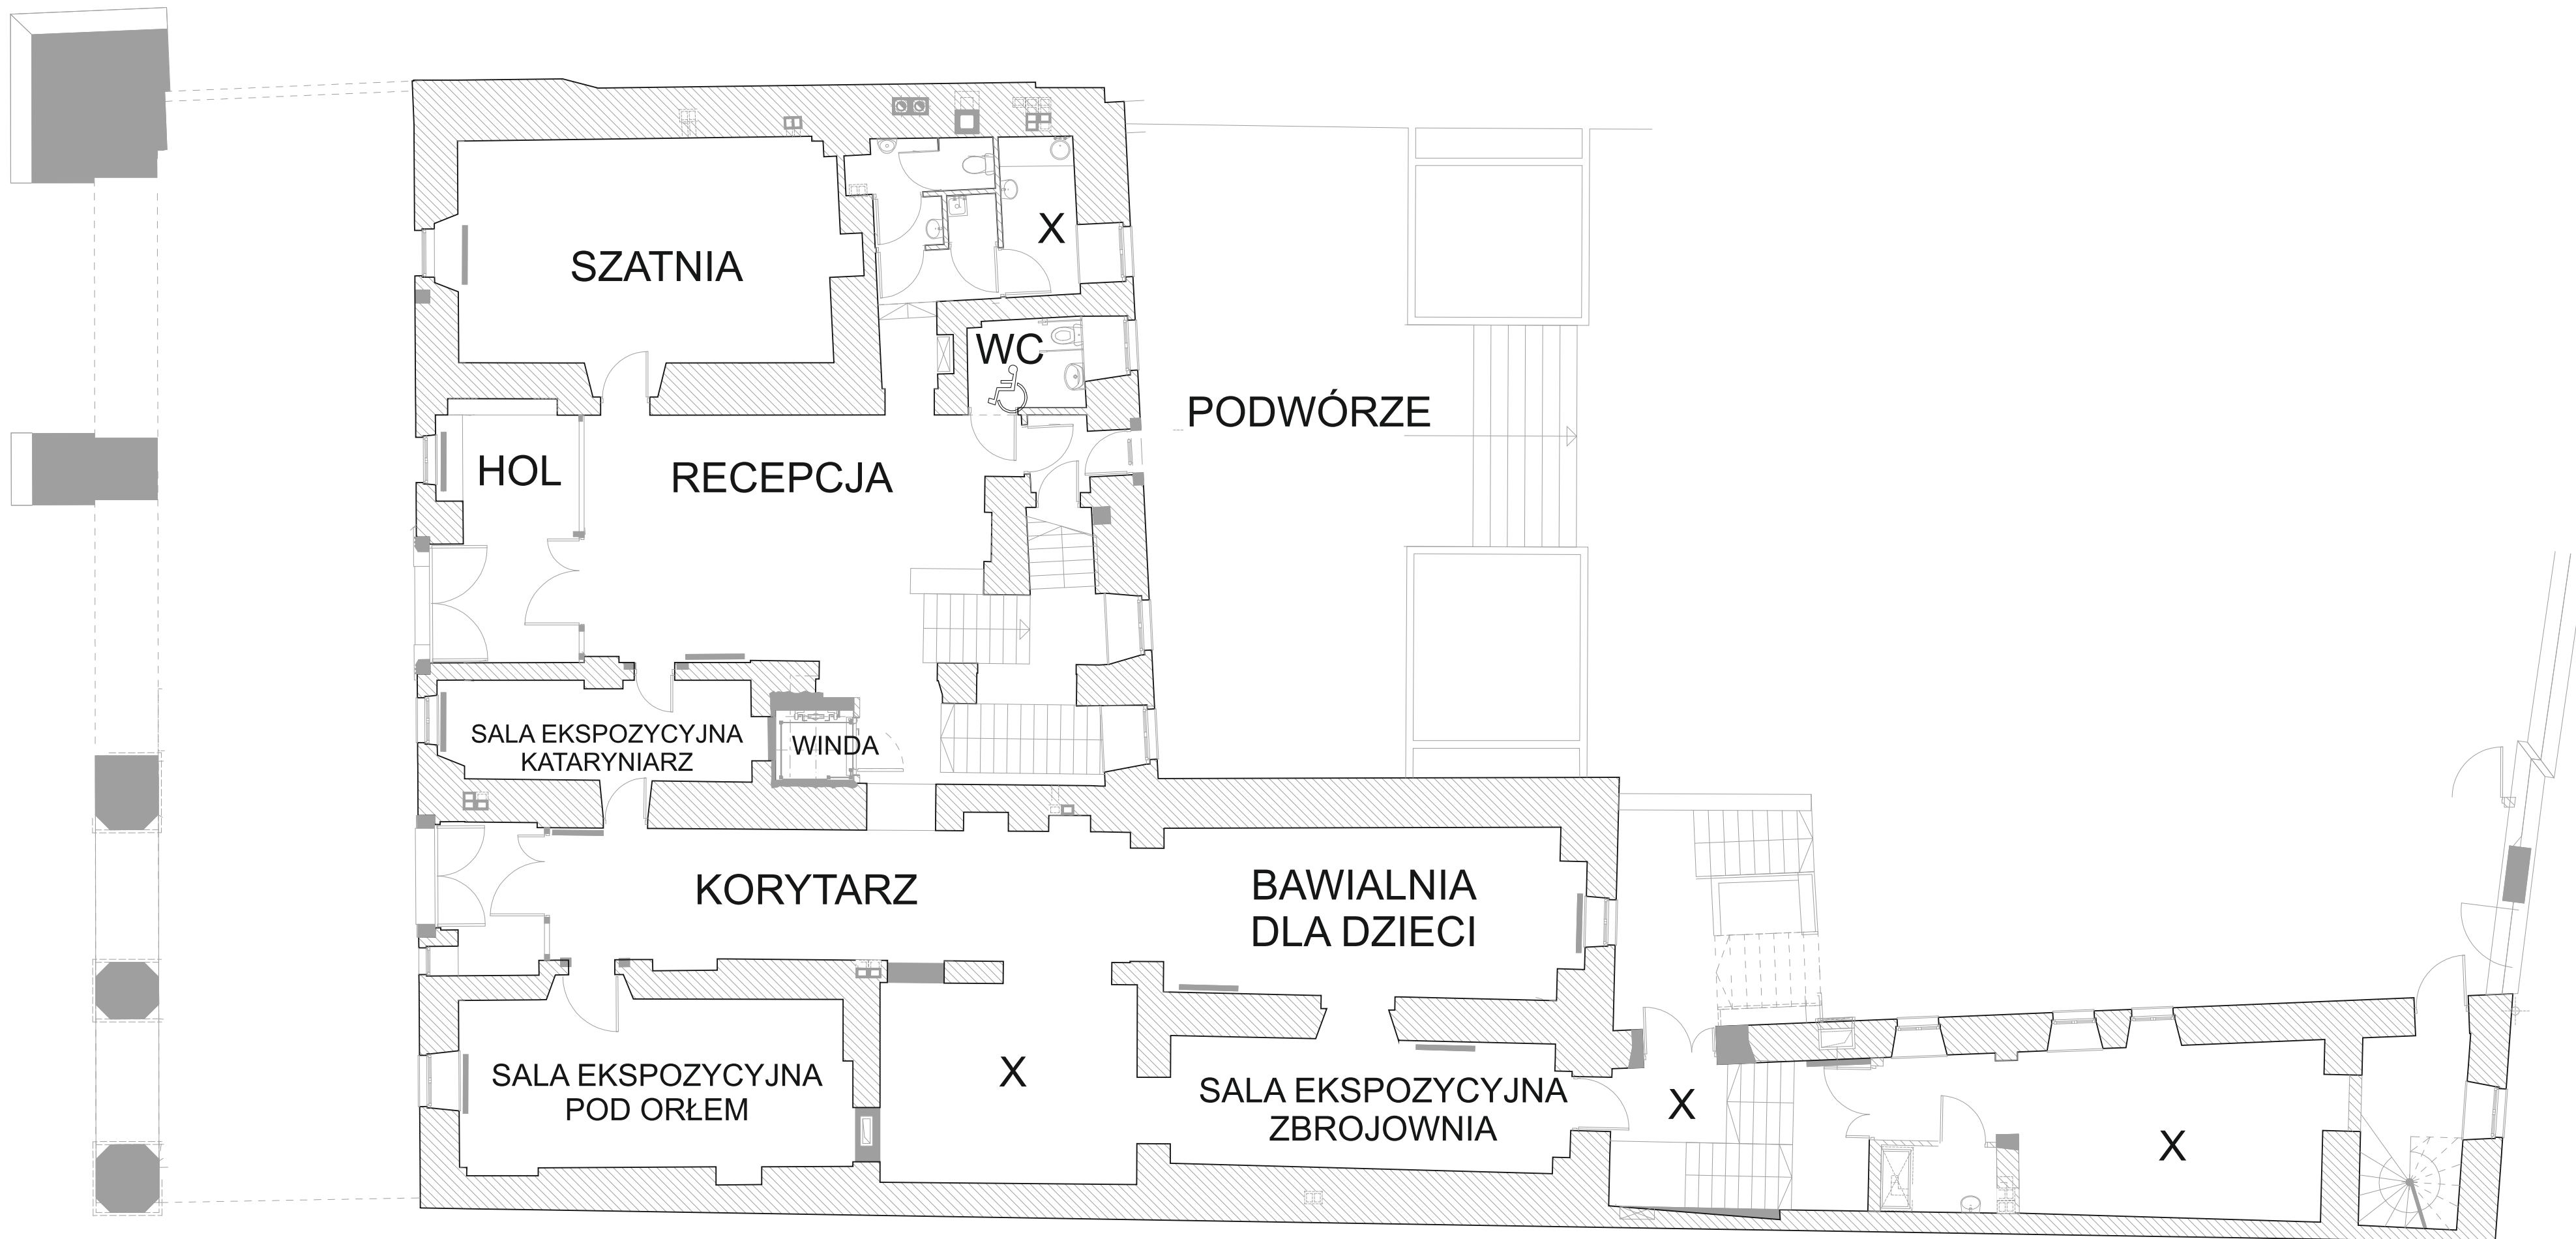 X
SZATNIA
WC
PODWÓRZE
HOL
RECEPCJA
SALA EKSPOZYCYJNA
KATARYNIARZ
WINDA
KORYTARZ
BAWIALNIA
DLA DZIECI
SALA EKSPOZYCYJNA
POD ORŁEM
X
SALA EKSPOZYCYJNA
ZBROJOWNIA
X
X